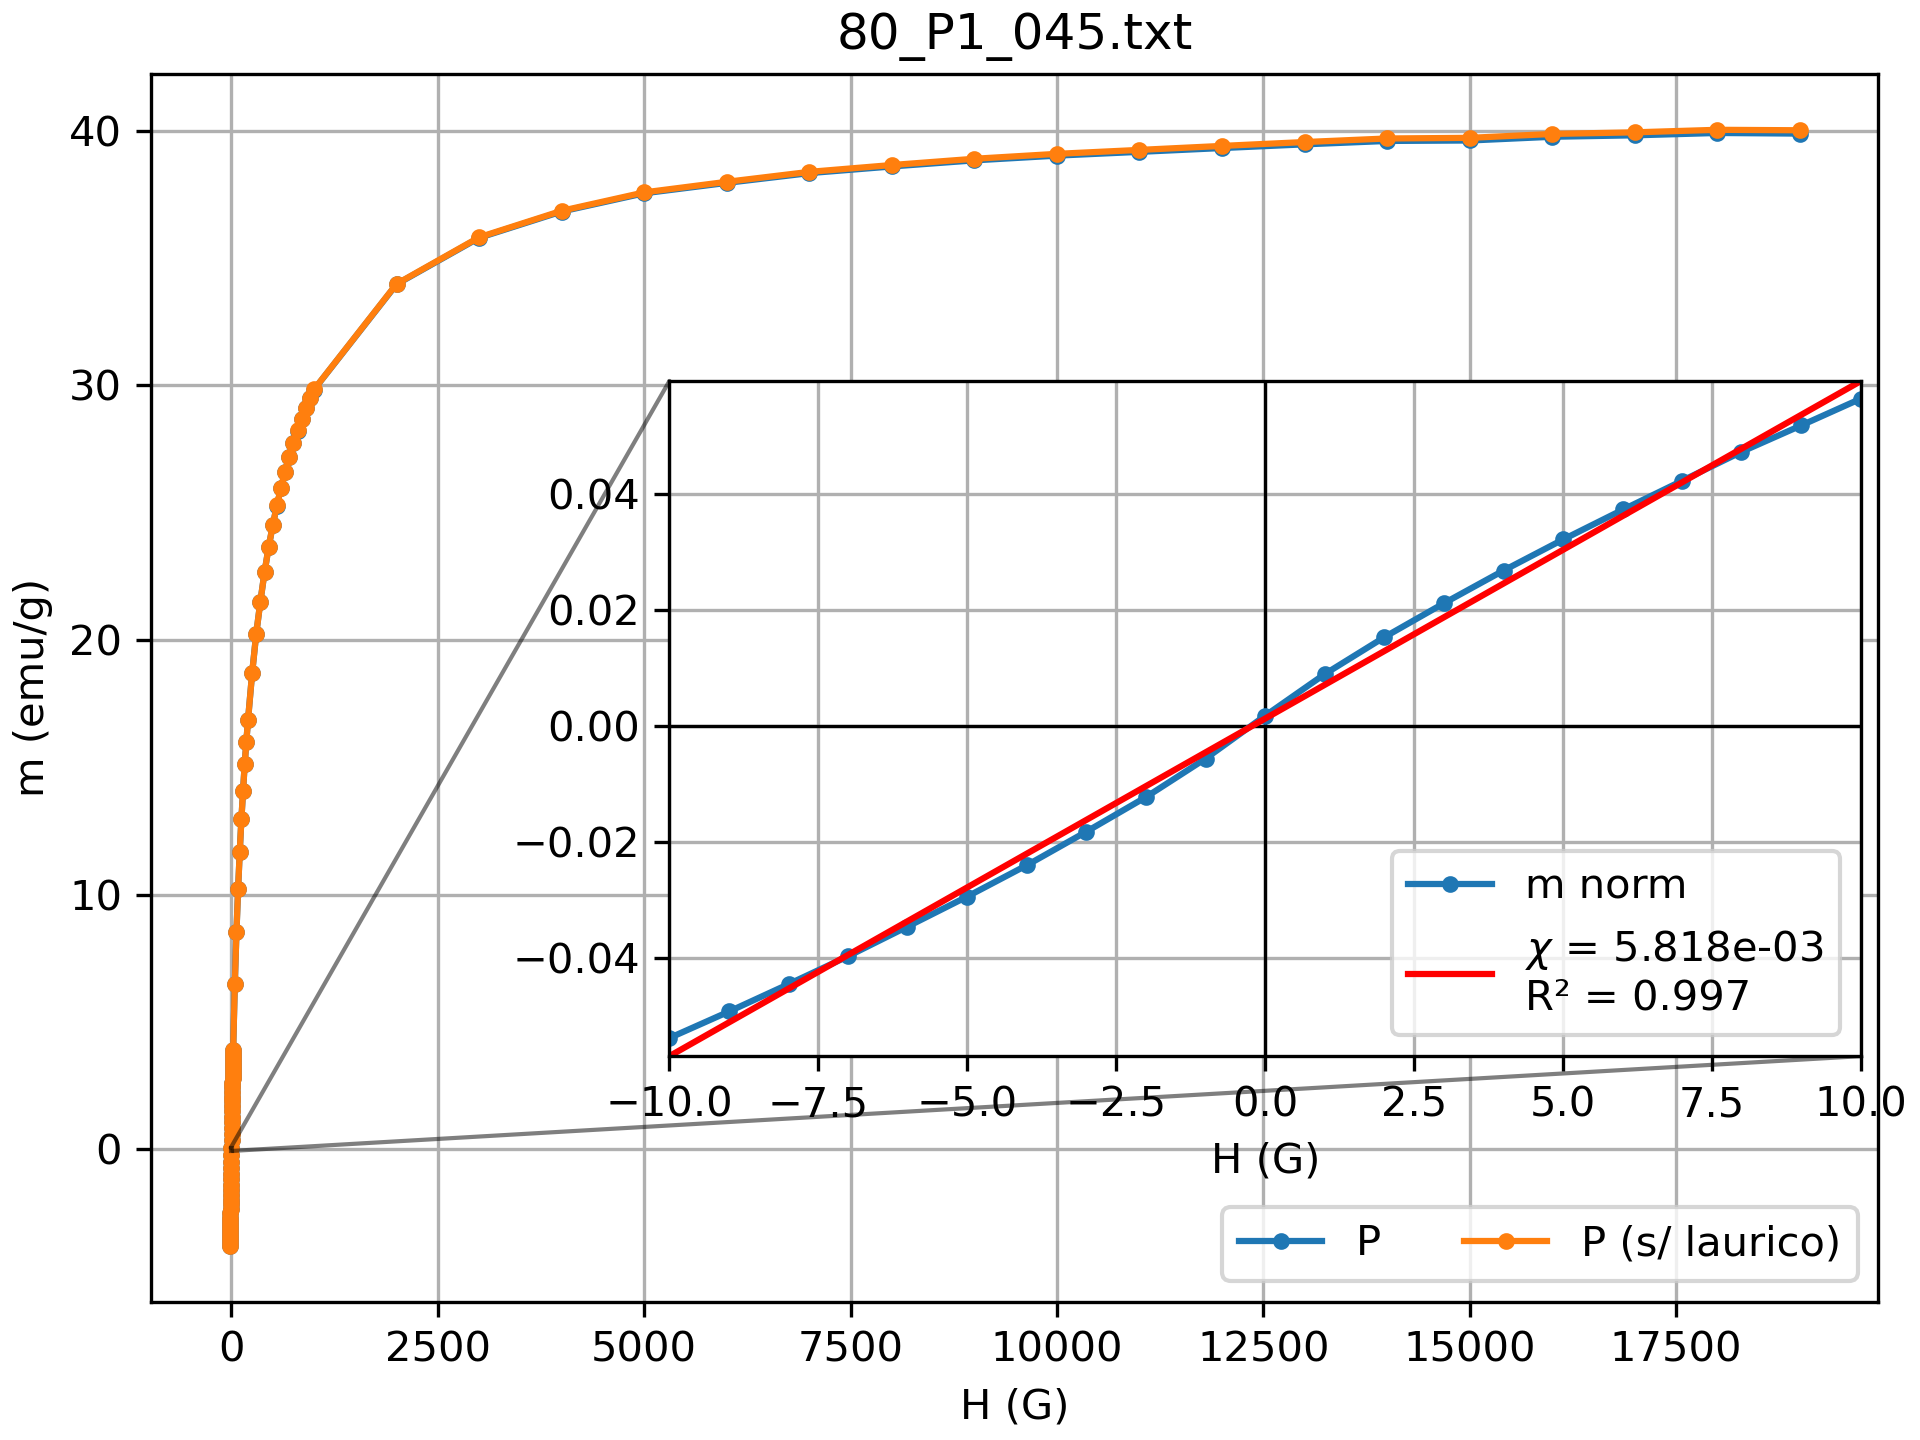 80_P1_045.txt
40
30
20
10
0
m (emu/g)
0.04
0.02
0.00
−0.02
−0.04
m norm
χ = 5.818e-03
R² = 0.997
−10.0 −7.5 −5.0 −2.5 0.0 2.5 5.0 7.5 10.0
H (G)
P P (s/ laurico)
0 2500 5000 7500 10000 12500 15000 17500
H (G)